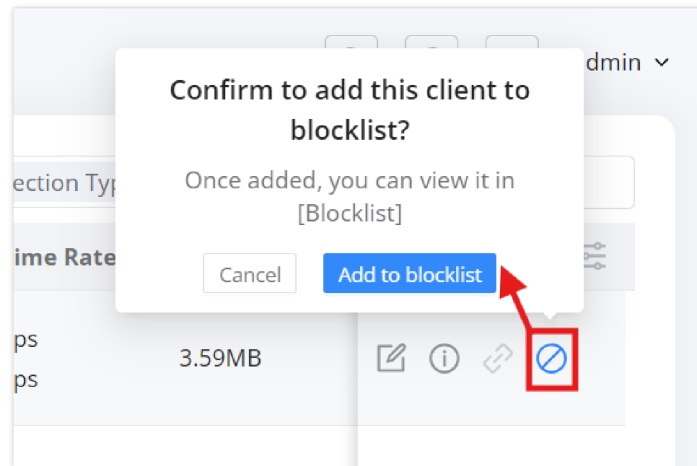 dmin
Confirm to add this client to
blocklist?
Once added, you can view it in
[Blocklist]
Cancel
Add to blocklist
ection Typ
ime Rate
ps
ps
3.59MB